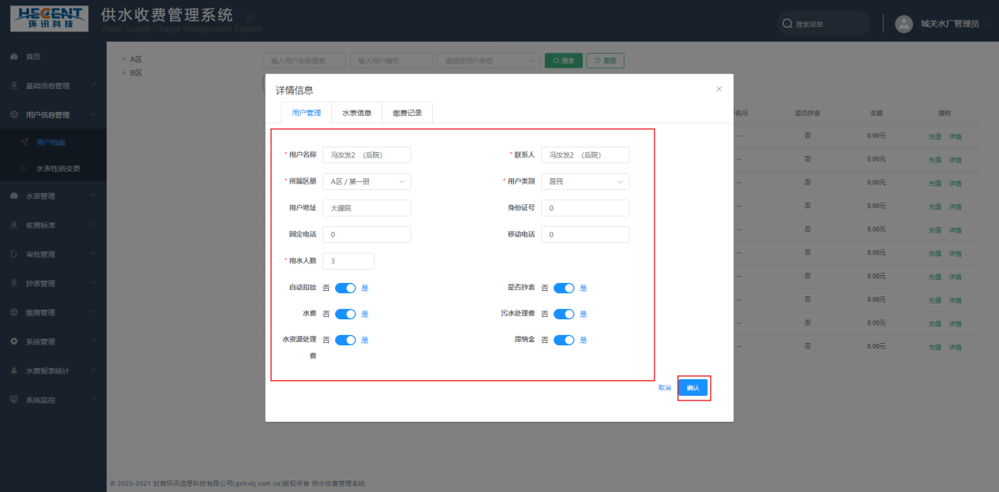 HECENT
环讯科技
供水收费管理系统
Water Supply Charge Management System
搜索菜单
城关水厂管理员
首页
基础信息管理
用户信息管理
用户档案
水表性质变更
水表管理
收费标准
审批管理
抄表管理
缴费管理
系统管理
水费报表统计
系统监控
A区
B区
输入用户名称搜索
输入用户编号
请选择用户类型
搜索
重置
机号 是否抄表 金额 操作
-- 否 0.00元 充值 详情
-- 否 0.00元 充值 详情
-- 否 0.00元 充值 详情
-- 否 0.00元 充值 详情
-- 否 0.00元 充值 详情
-- 否 0.00元 充值 详情
-- 否 0.00元 充值 详情
-- 否 0.00元 充值 详情
-- 否 0.00元 充值 详情
-- 否 0.00元 充值 详情
详情信息
用户管理 水表信息 缴费记录
* 用户名称 冯汝发2 (后院) * 联系人 冯汝发2 (后院)
* 所属区册 A区 / 第一册 * 用户类别 居民
用户地址 大碑院 身份证号 0
固定电话 0 移动电话 0
* 用水人数 3
自动扣款 否 是 是否抄表 否 是
水费 否 是 污水处理费 否 是
水资源处理费 否 是 滞纳金 否 是
取消 确认
© 2020-2021 甘肃环讯信息科技有限公司(gshxkj.com.cn)版权所有 供水收费管理系统